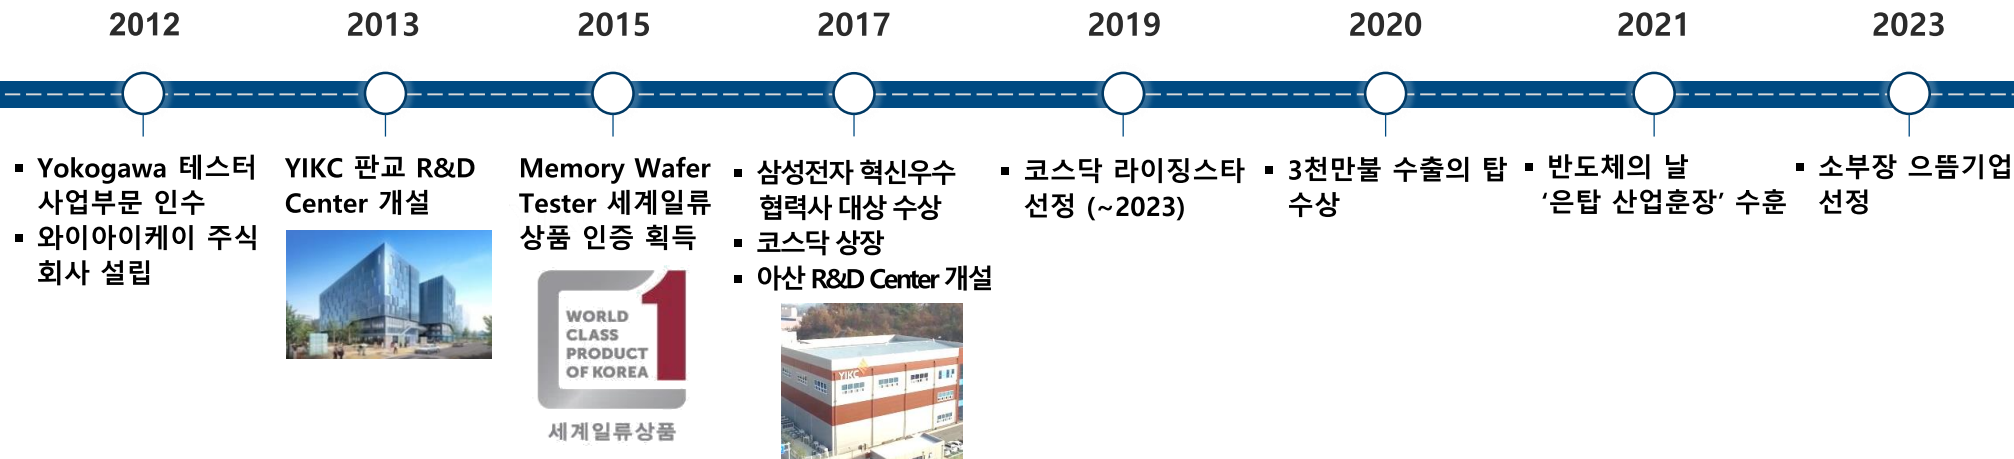 2012
Yokogawa 테스터
사업부문 인수
와이아이케이 주식
회사 설립
2013
YIKC 판교 R&D
Center 개설
2015
Memory Wafer
Tester 세계일류
상품 인증 획득
WORLD
CLASS
PRODUCT
OF KOREA
1
세계일류상품
2017
삼성전자 혁신우수
협력사 대상 수상
코스닥 상장
아산 R&D Center 개설
YIKC
2019
코스닥 라이징스타
선정 (~2023)
2020
3천만불 수출의 탑
수상
2021
반도체의 날
‘은탑 산업훈장’ 수훈
2023
소부장 으뜸기업
선정